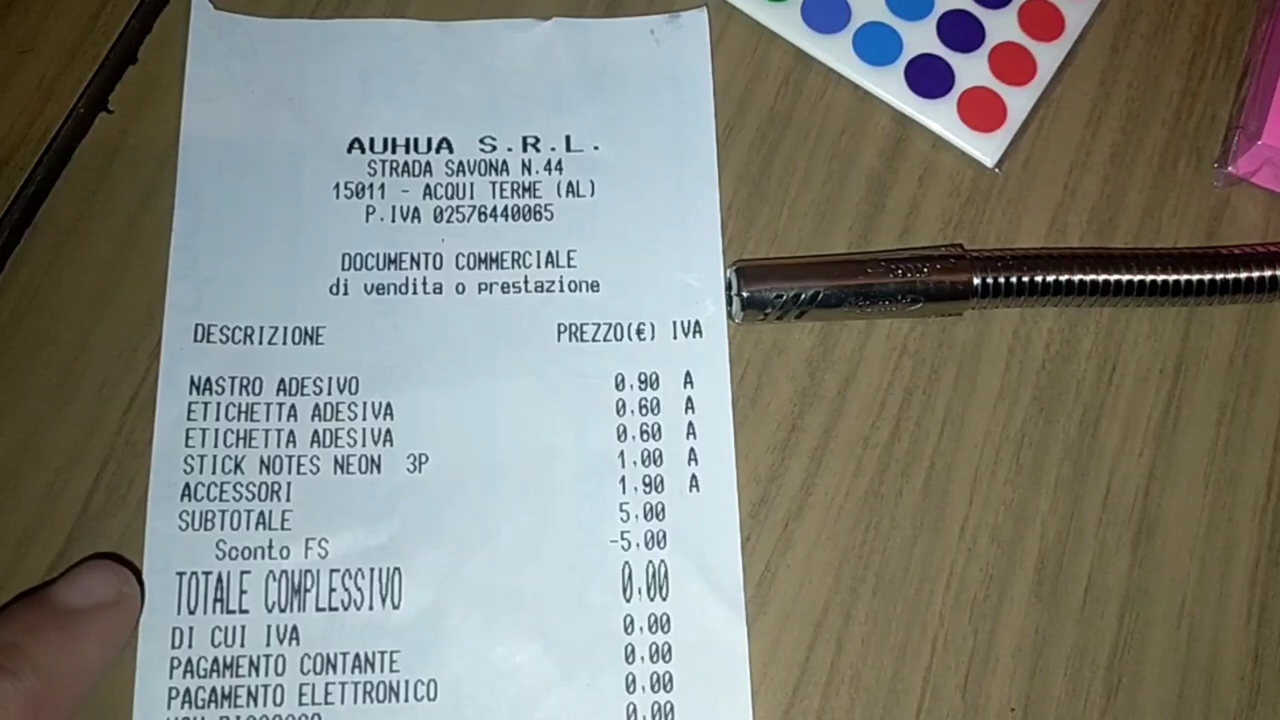 AUHUA S.R.L.
STRADA SAVONA N.44
15011 - ACQUI TERME (AL)
P.IVA 02576440065
DOCUMENTO COMMERCIALE
di vendita o prestazione
DESCRIZIONE PREZZO(€) IVA
NASTRO ADESIVO 0,90 A
ETICHETTA ADESIVA 0,60 A
ETICHETTA ADESIVA 0,60 A
STICK NOTES NEON 3P 1,00 A
ACCESSORI 1,90 A
SUBTOTALE 5,00
Sconto FS -5,00
TOTALE COMPLESSIVO 0,00
DI CUI IVA 0,00
PAGAMENTO CONTANTE 0,00
PAGAMENTO ELETTRONICO 0,00
0,00